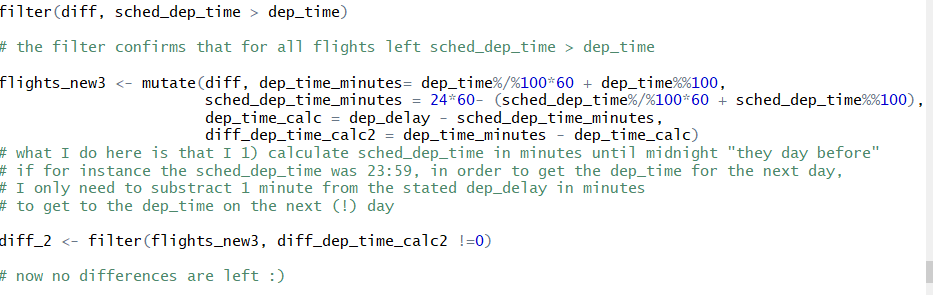 filter(diff, sched_dep_time > dep_time)
# the filter confirms that for all flights left sched_dep_time > dep_time
flights_new3 <- mutate(diff, dep_time_minutes= dep_time%/%100*60 + dep_time%%100,
sched_dep_time_minutes = 24*60- (sched_dep_time%/%100*60 + sched_dep_time%%100),
dep_time_calc = dep_delay - sched_dep_time_minutes,
diff_dep_time_calc2 = dep_time_minutes - dep_time_calc)
# what I do here is that I 1) calculate sched_dep_time in minutes until midnight "they day before"
# if for instance the sched_dep_time was 23:59, in order to get the dep_time for the next day,
# I only need to substract 1 minute from the stated dep_delay in minutes
# to get to the dep_time on the next (!) day
diff_2 <- filter(flights_new3, diff_dep_time_calc2 !=0)
# now no differences are left :)